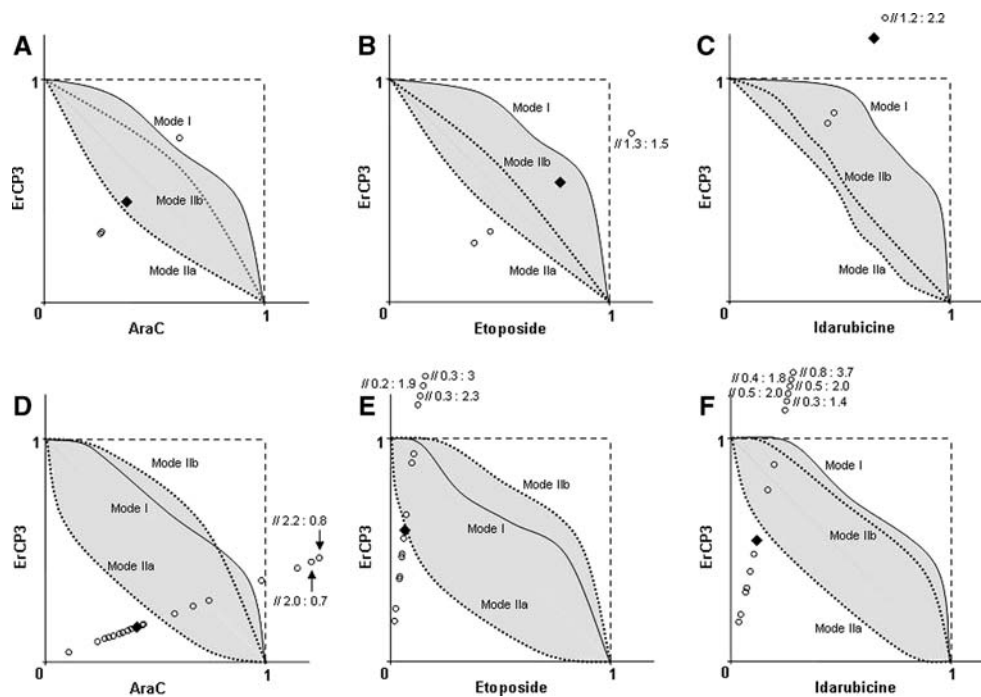 A
ErCP3
1
Mode I
Mode IIb
Mode IIa
0
1
AraC
B
ErCP3
1
Mode I
// 1.3 : 1.5
Mode IIb
Mode IIa
0
1
Etoposide
C
// 1.2 : 2.2
ErCP3
1
Mode I
Mode IIb
Mode IIa
0
1
Idarubicine
D
ErCP3
1
Mode IIb
Mode I
// 2.2 : 0.8
Mode IIa
// 2.0 : 0.7
0
1
AraC
E
// 0.3 : 3
// 0.2 : 1.9
// 0.3 : 2.3
ErCP3
1
Mode IIb
Mode I
Mode IIa
0
1
Etoposide
F
// 0.8 : 3.7
// 0.4 : 1.8
// 0.5 : 2.0
// 0.5 : 2.0
// 0.3 : 1.4
ErCP3
1
Mode I
Mode IIb
Mode IIa
0
1
Idarubicine